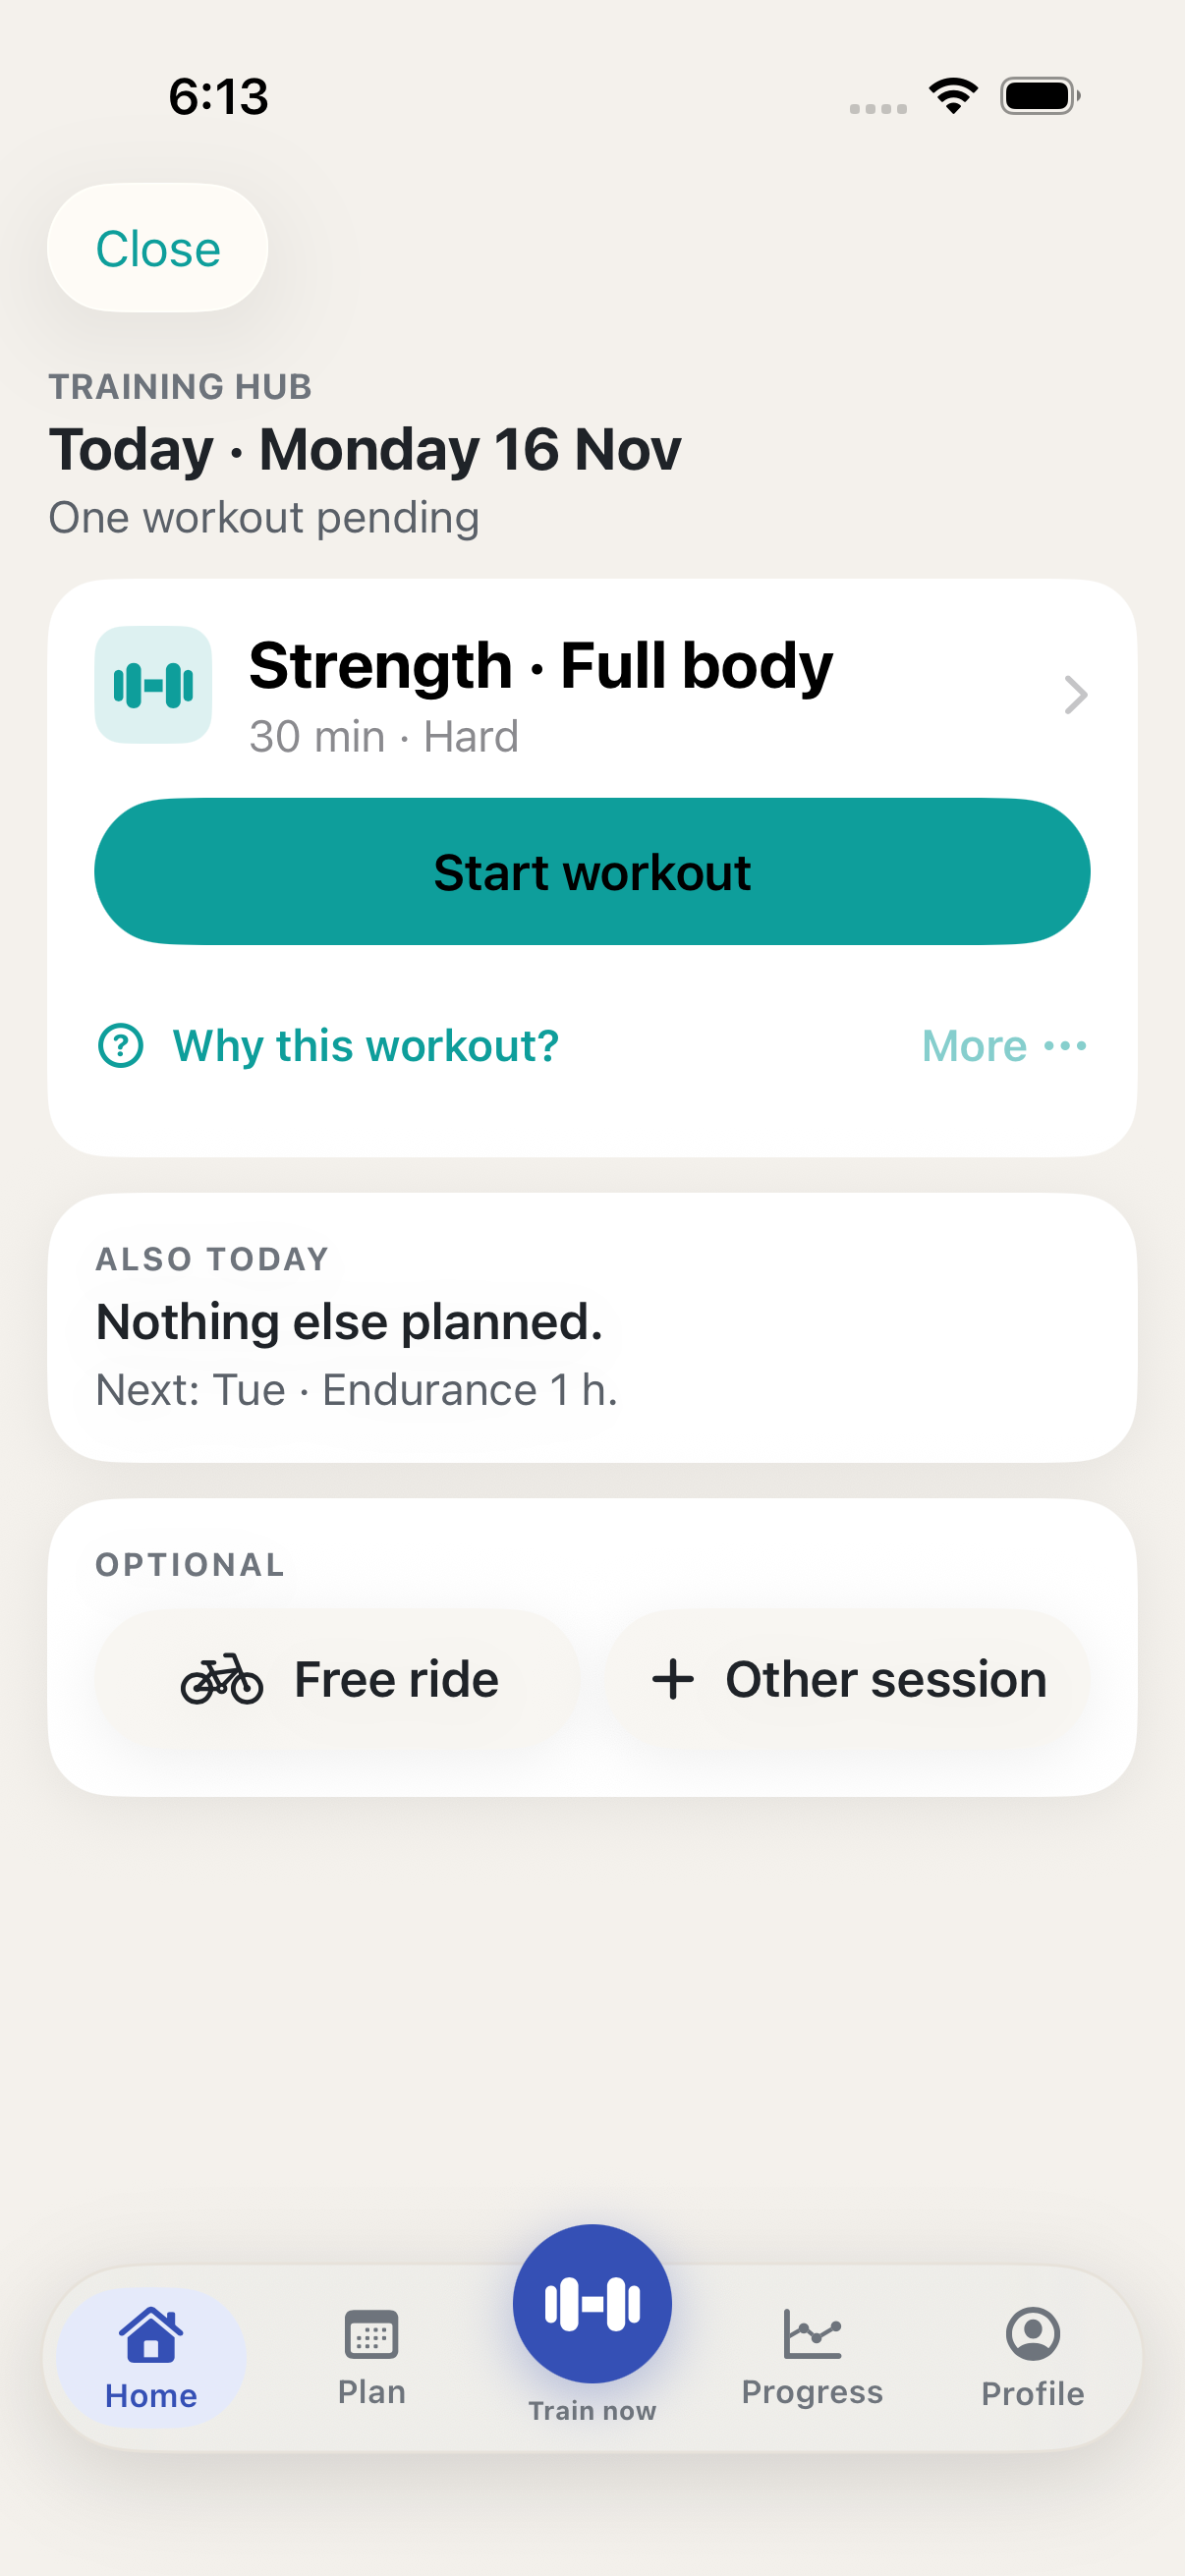 6:13
Close
TRAINING HUB
Today · Monday 16 Nov
One workout pending
Strength · Full body
30 min · Hard
Start workout
Why this workout?
More ···
ALSO TODAY
Nothing else planned.
Next: Tue · Endurance 1 h.
OPTIONAL
Free ride
+ Other session
Home
Plan
Train now
Progress
Profile